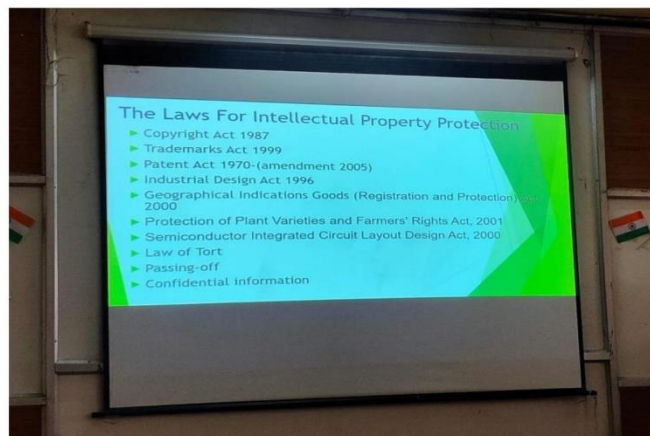 The Laws For Intellectual Property Protection
Copyright Act 1987
Trademarks Act 1999
Patent Act 1970-(amendment 2005)
Industrial Design Act 1996
Geographical Indications Goods (Registration and Protection) Act
2000
Protection of Plant Varieties and Farmers' Rights Act, 2001
Semiconductor Integrated Circuit Layout Design Act, 2000
Law of Tort
Passing-off
Confidential information